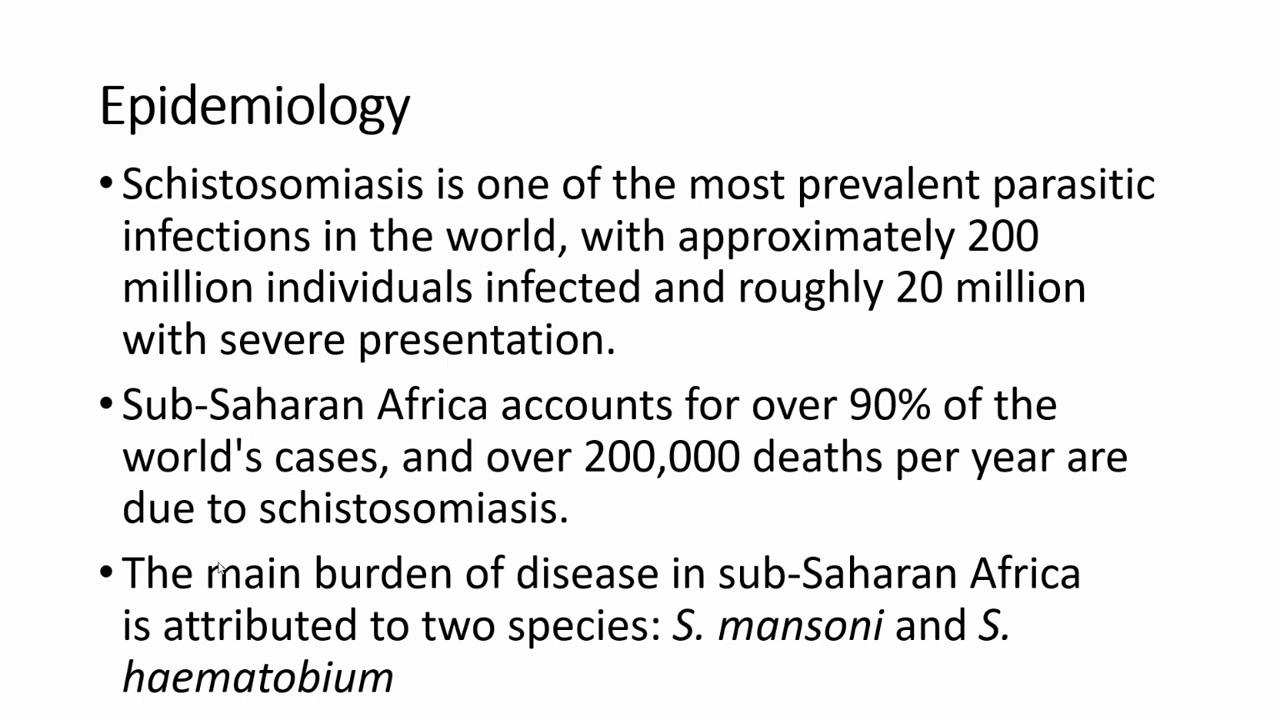 Epidemiology
• Schistosomiasis is one of the most prevalent parasitic
infections in the world, with approximately 200
million individuals infected and roughly 20 million
with severe presentation.
• Sub-Saharan Africa accounts for over 90% of the
world's cases, and over 200,000 deaths per year are
due to schistosomiasis.
• The main burden of disease in sub-Saharan Africa
is attributed to two species: S. mansoni and S.
haematobium